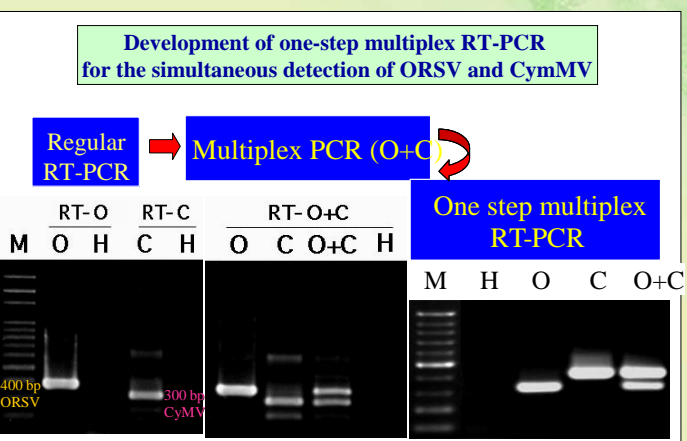 Development of one-step multiplex RT-PCR
for the simultaneous detection of ORSV and CymMV
Regular
RT-PCR
Multiplex PCR (O+C)
One step multiplex
RT-PCR
RT-O RT-C
M O H C H
RT-O+C
O C O+C H
M H O C O+C
400 bp
ORSV
300 bp
CyMV